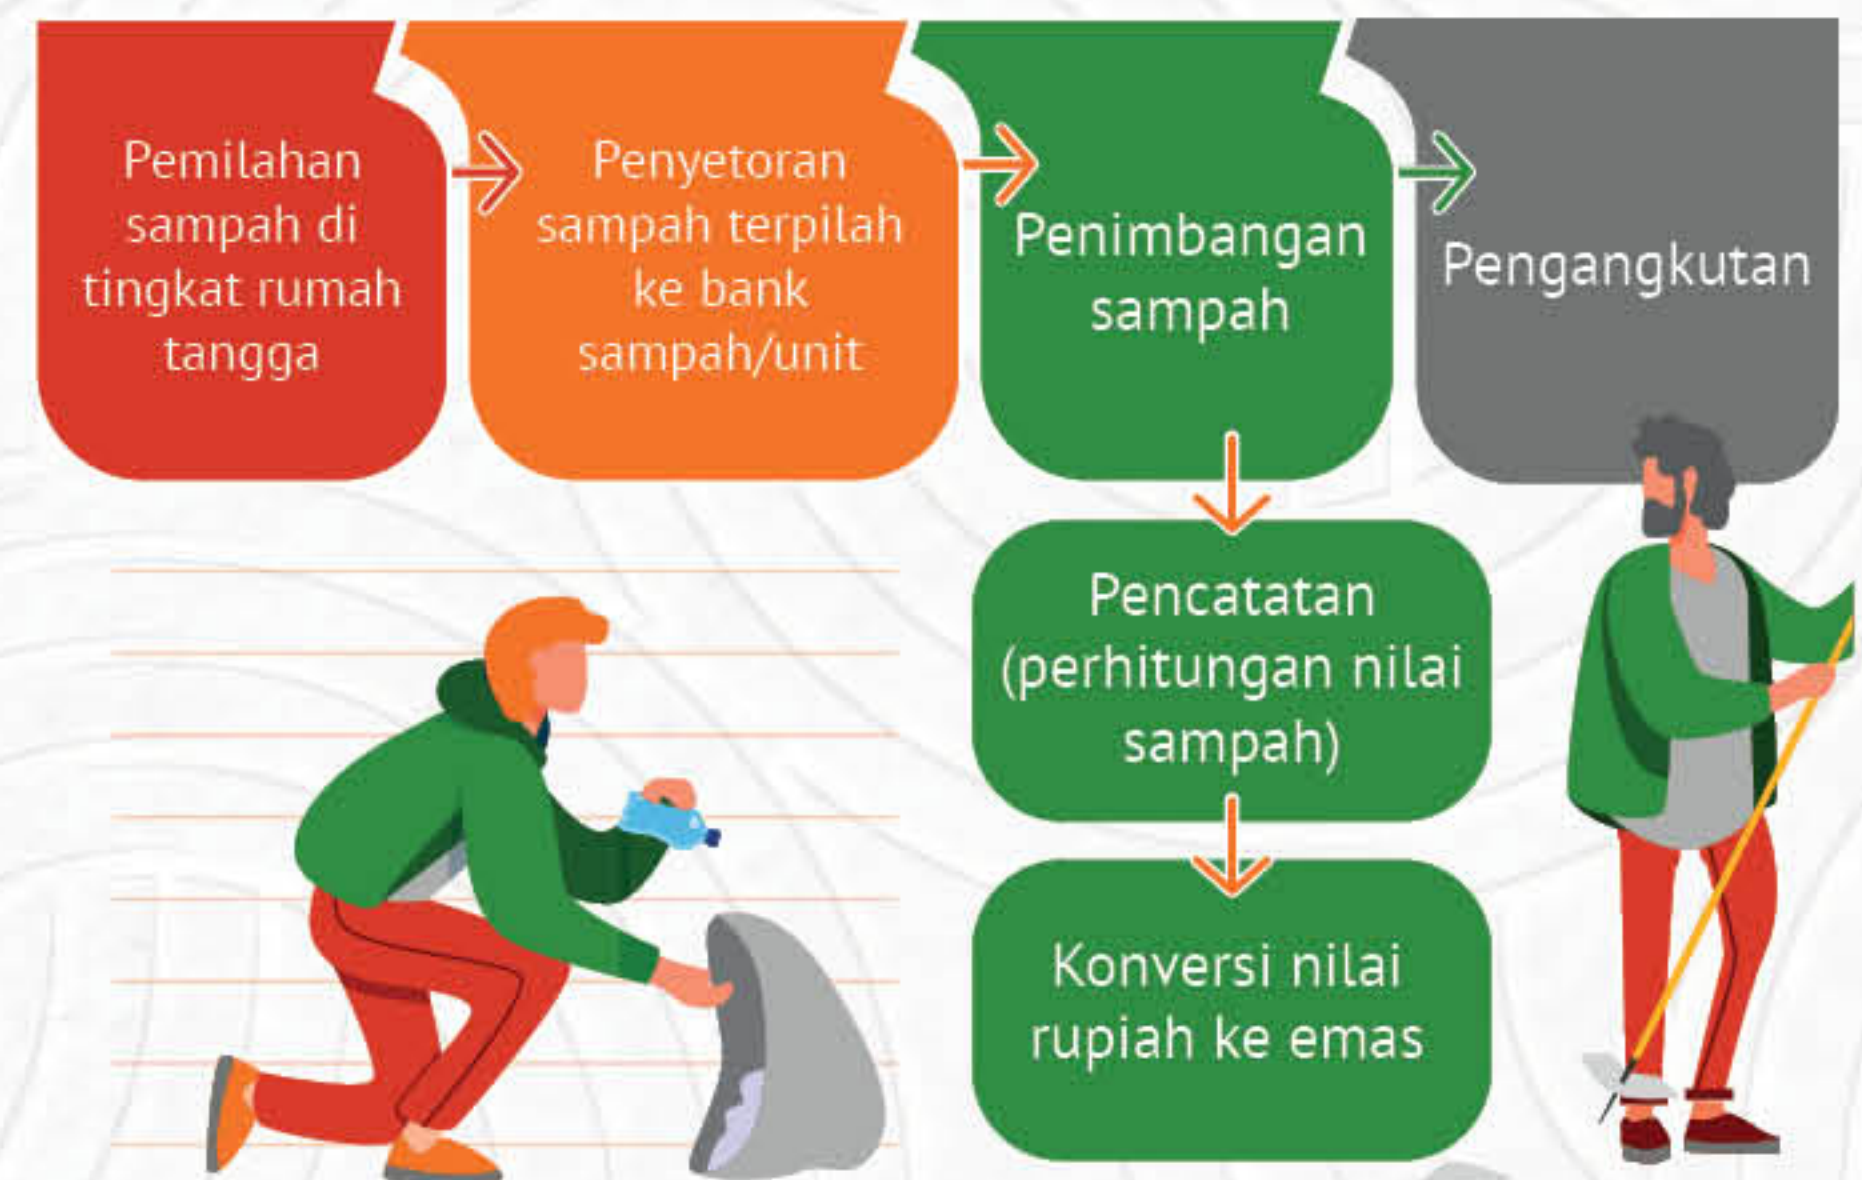 Pemilahan
sampah di
tingkat rumah
tangga
Penyetoran
sampah terpilah
ke bank
sampah/unit
Penimbangan
sampah
Pengangkutan
Pencatatan
(perhitungan nilai
sampah)
Konversi nilai
rupiah ke emas